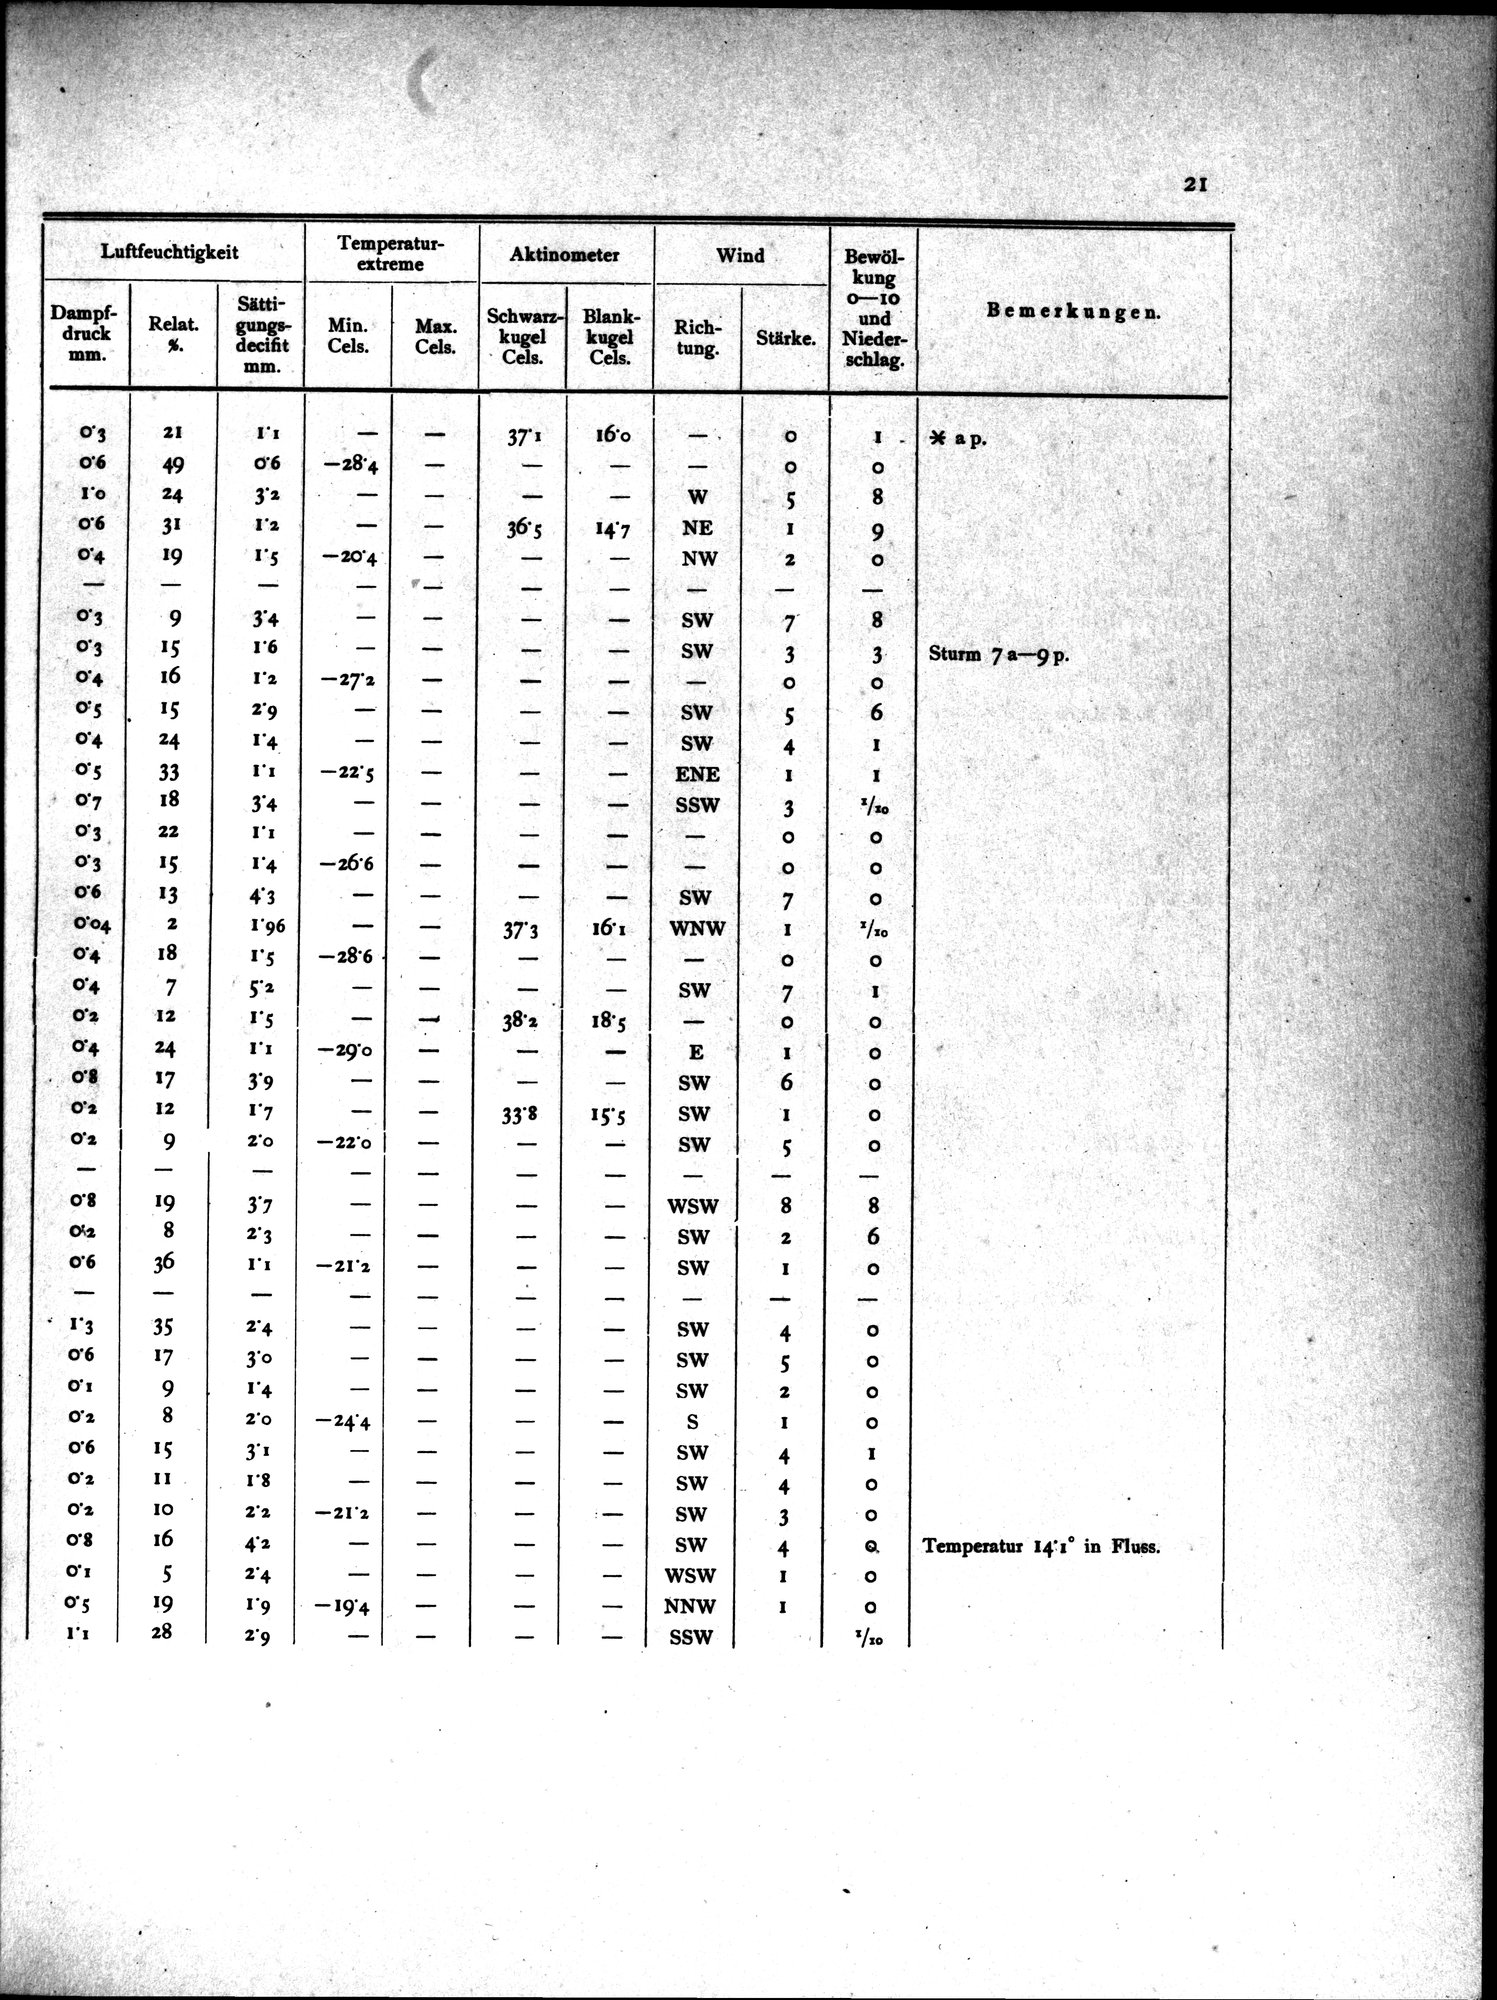 21
Luftfeuchtigkeit | Temperatur-extreme | Aktinometer | Wind | Bewöl-kung 0—10 und Nieder-schlag. | Bemerkungen.
Dampf-druck mm. | Relat. %. | Sätti-gungs-decifit mm. | Min. Cels. | Max. Cels. | Schwarz-kugel Cels. | Blank-kugel Cels. | Rich-tung. | Stärke.
0·3 | 21 | 1·1 | — | — | 37·1 | 16·0 | — | 0 | 1 | * a p.
0·6 | 49 | 0·6 | —28·4 | — | — | — | — | 0 | 0
1·0 | 24 | 3·2 | — | — | — | — | W | 5 | 8
0·6 | 31 | 1·2 | — | — | 36·5 | 14·7 | NE | 1 | 9
0·4 | 19 | 1·5 | —20·4 | — | — | — | NW | 2 | 0
— | — | — | — | — | — | — | — | — | —
0·3 | 9 | 3·4 | — | — | — | — | SW | 7 | 8
0·3 | 15 | 1·6 | — | — | — | — | SW | 3 | 3 | Sturm 7 a—9 p.
0·4 | 16 | 1·2 | —27·2 | — | — | — | — | 0 | 0
0·5 | 15 | 2·9 | — | — | — | — | SW | 5 | 6
0·4 | 24 | 1·4 | — | — | — | — | SW | 4 | 1
0·5 | 33 | 1·1 | —22·5 | — | — | — | ENE | 1 | 1
0·7 | 18 | 3·4 | — | — | — | — | SSW | 3 | 1/10
0·3 | 22 | 1·1 | — | — | — | — | — | 0 | 0
0·3 | 15 | 1·4 | —26·6 | — | — | — | — | 0 | 0
0·6 | 13 | 4·3 | — | — | — | — | SW | 7 | 0
0·04 | 2 | 1·96 | — | — | 37·3 | 16·1 | WNW | 1 | 1/10
0·4 | 18 | 1·5 | —28·6 | — | — | — | — | 0 | 0
0·4 | 7 | 5·2 | — | — | — | — | SW | 7 | 1
0·2 | 12 | 1·5 | — | — | 38·2 | 18·5 | — | 0 | 0
0·4 | 24 | 1·1 | —29·0 | — | — | — | E | 1 | 0
0·8 | 17 | 3·9 | — | — | — | — | SW | 6 | 0
0·2 | 12 | 1·7 | — | — | 33·8 | 15·5 | SW | 1 | 0
0·2 | 9 | 2·0 | —22·0 | — | — | — | SW | 5 | 0
— | — | — | — | — | — | — | — | — | —
0·8 | 19 | 3·7 | — | — | — | — | WSW | 8 | 8
0·2 | 8 | 2·3 | — | — | — | — | SW | 2 | 6
0·6 | 36 | 1·1 | —21·2 | — | — | — | SW | 1 | 0
— | — | — | — | — | — | — | — | — | —
1·3 | 35 | 2·4 | — | — | — | — | SW | 4 | 0
0·6 | 17 | 3·0 | — | — | — | — | SW | 5 | 0
0·1 | 9 | 1·4 | — | — | — | — | SW | 2 | 0
0·2 | 8 | 2·0 | —24·4 | — | — | — | S | 1 | 0
0·6 | 15 | 3·1 | — | — | — | — | SW | 4 | 1
0·2 | 11 | 1·8 | — | — | — | — | SW | 4 | 0
0·2 | 10 | 2·2 | —21·2 | — | — | — | SW | 3 | 0
0·8 | 16 | 4·2 | — | — | — | — | SW | 4 | 0 | Temperatur 14·1° in Fluss.
0·1 | 5 | 2·4 | — | — | — | — | WSW | 1 | 0
0·5 | 19 | 1·9 | —19·4 | — | — | — | NNW | 1 | 0
1·1 | 28 | 2·9 | — | — | — | — | SSW | | 1/10